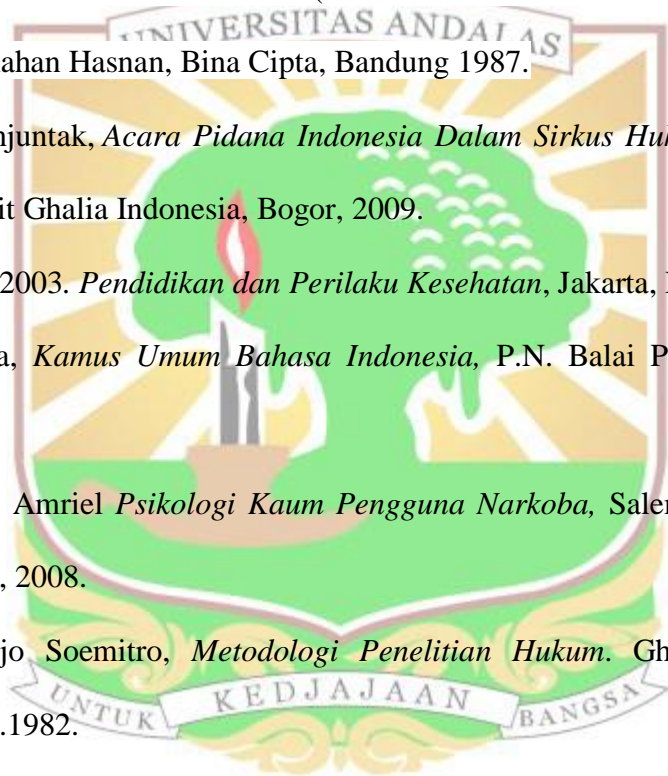 UNIVERSITAS ANDALAS
ahan Hasnan, Bina Cipta, Bandung 1987.
njuntak, Acara Pidana Indonesia Dalam Sirkus Huk
it Ghalia Indonesia, Bogor, 2009.
2003. Pendidikan dan Perilaku Kesehatan, Jakarta,
a, Kamus Umum Bahasa Indonesia, P.N. Balai P
Amriel Psikologi Kaum Pengguna Narkoba, Salem
, 2008.
jo Soemitro, Metodologi Penelitian Hukum. Gh
.1982.
UNTUK KEDJAJAAN BANGSA